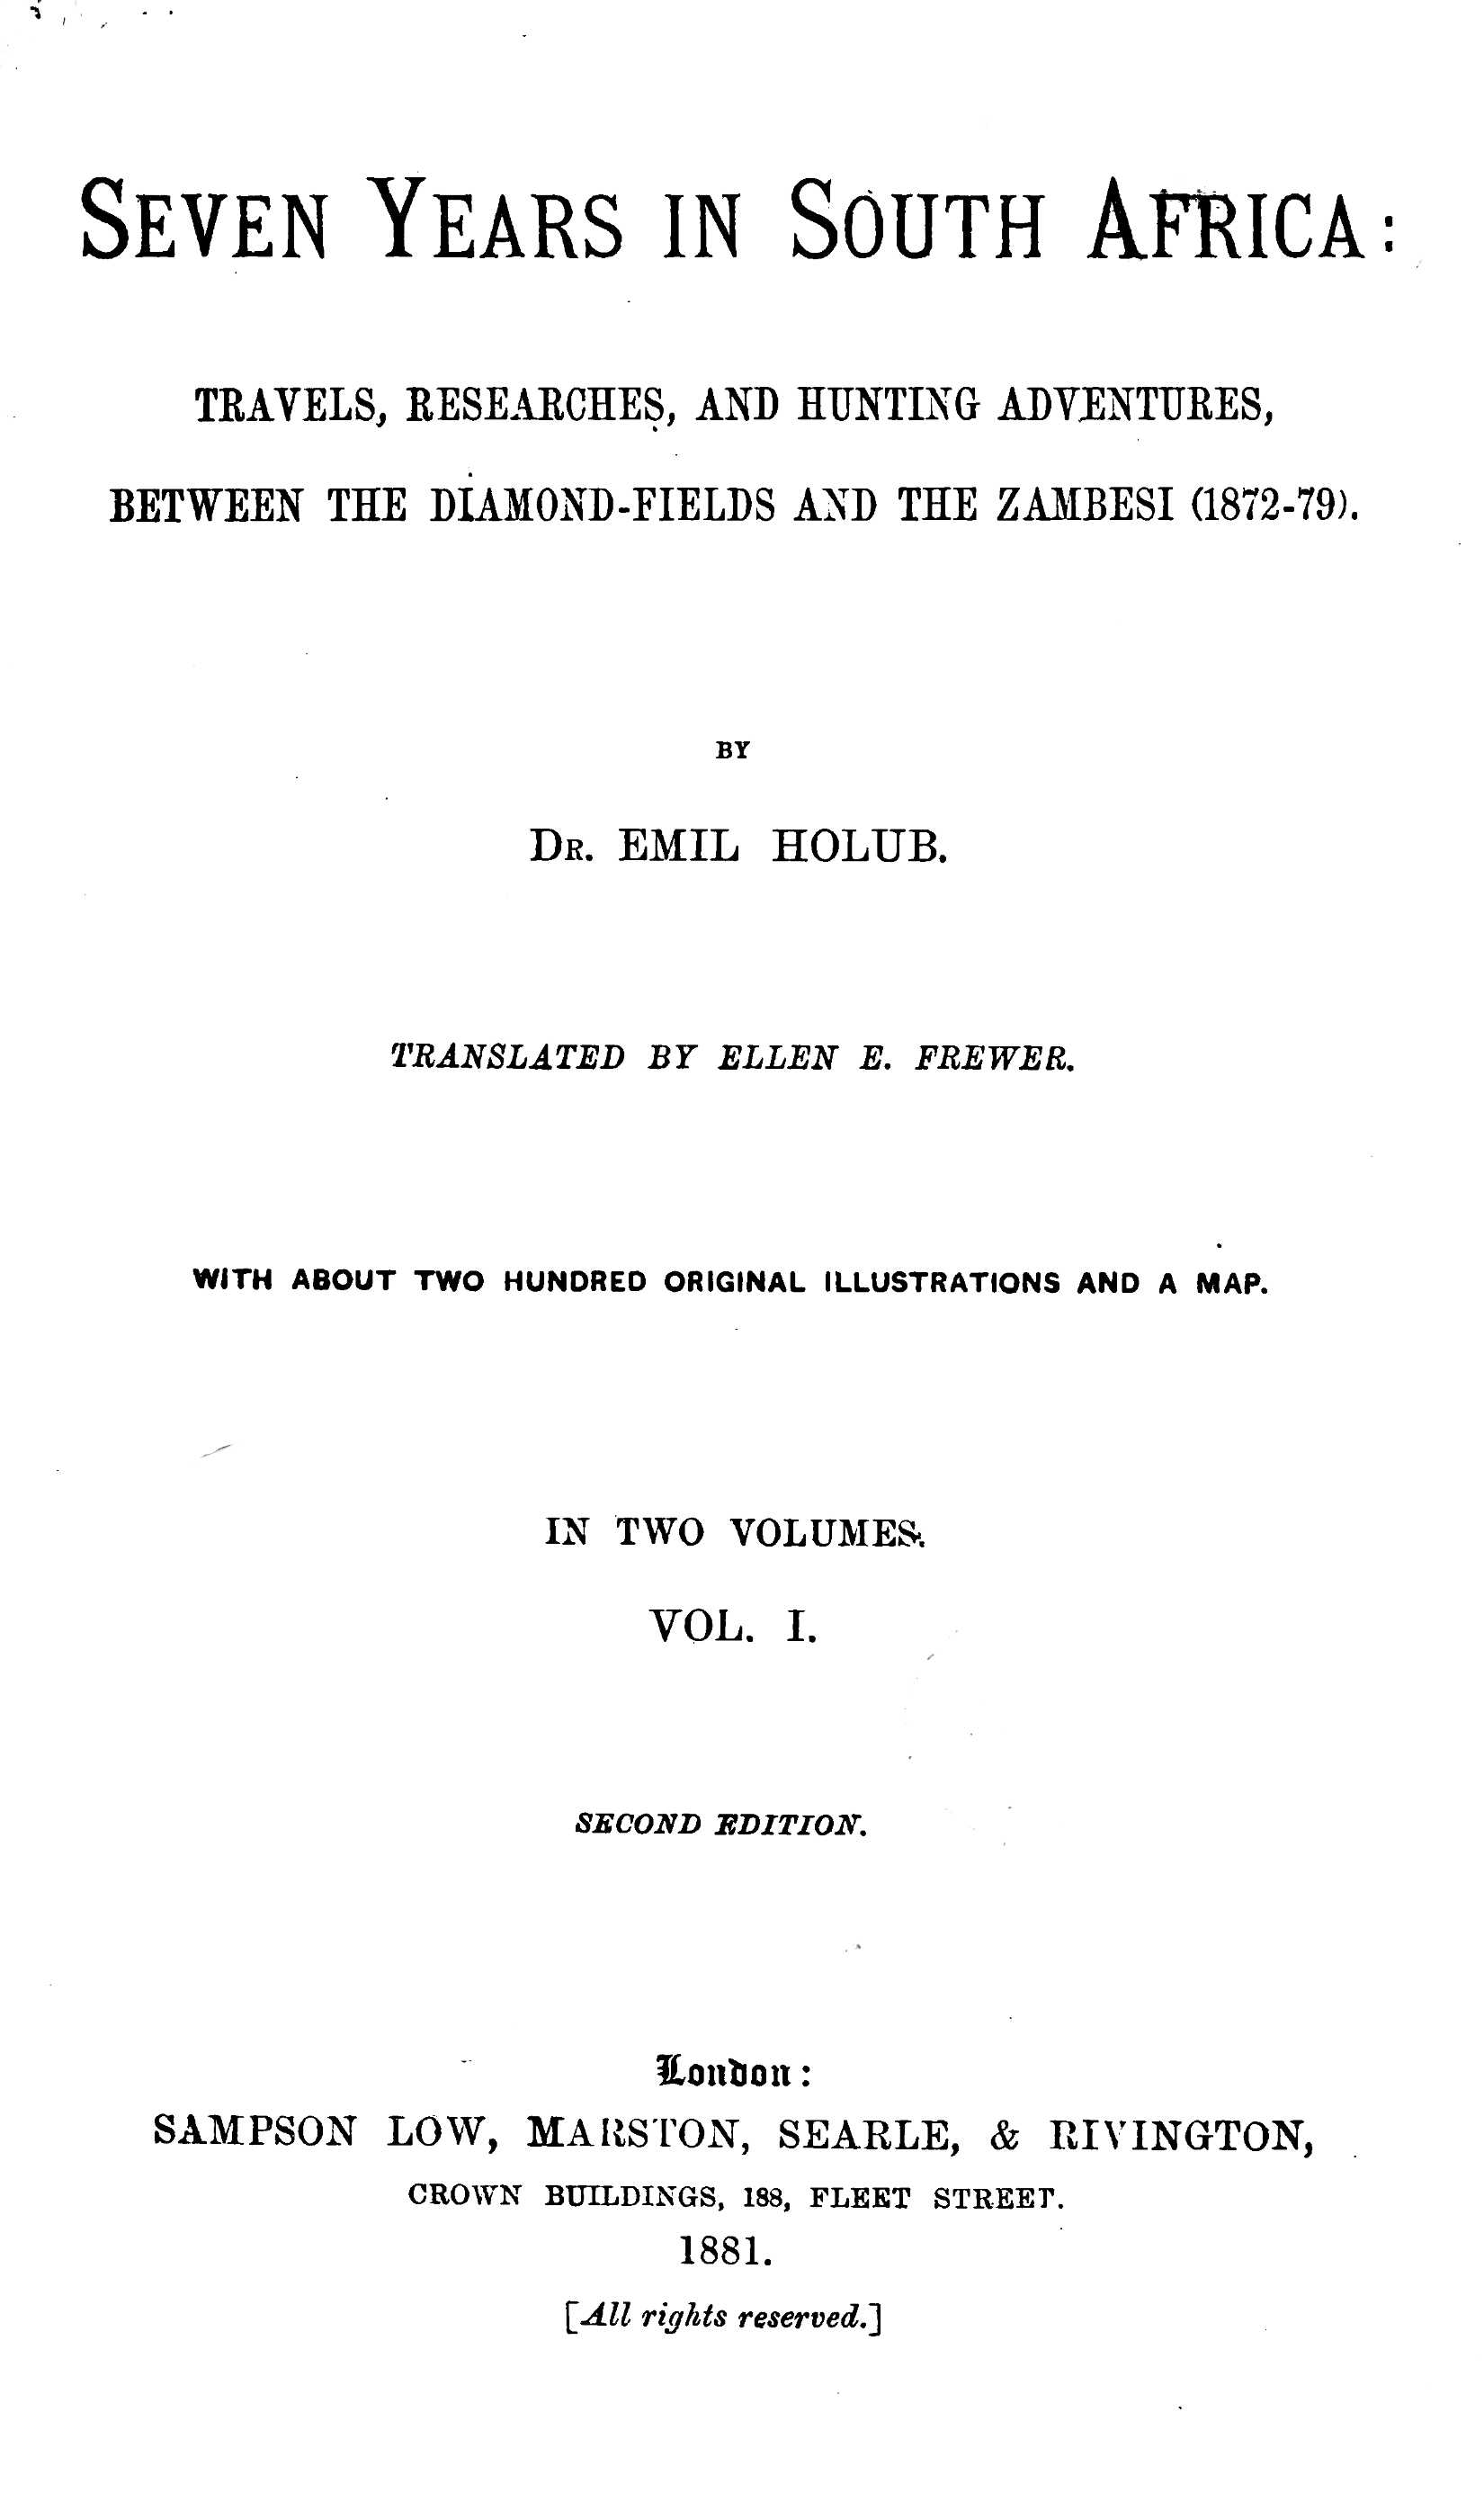 SEVEN YEARS IN SOUTH AFRICA:
TRAVELS, RESEARCHES, AND HUNTING ADVENTURES,
BETWEEN THE DIAMOND-FIELDS AND THE ZAMBESI (1872-79).
BY
DR. EMIL HOLUB.
TRANSLATED BY ELLEN E. FREWER.
WITH ABOUT TWO HUNDRED ORIGINAL ILLUSTRATIONS AND A MAP.
IN TWO VOLUMES.
VOL. I.
SECOND EDITION.
London:
SAMPSON LOW, MARSTON, SEARLE, & RIVINGTON,
CROWN BUILDINGS, 188, FLEET STREET.
1881.
[All rights reserved.]